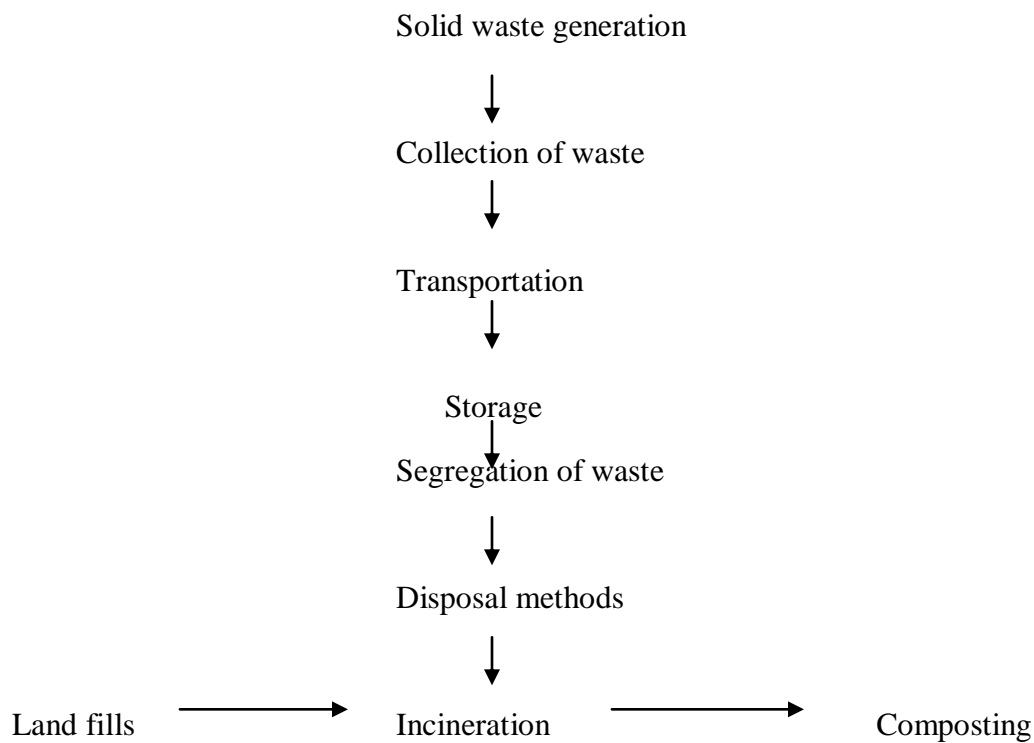 Solid waste generation
Collection of waste
Transportation
Storage
Segregation of waste
Disposal methods
Land fills Incineration Composting